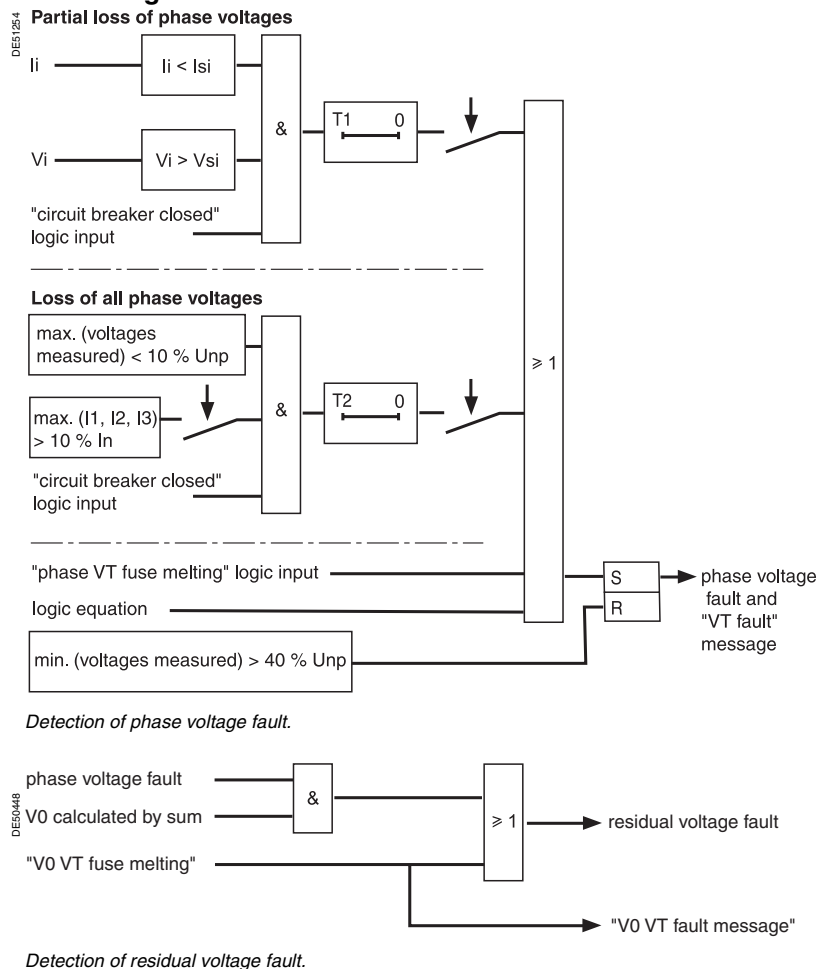 DE51254
Partial loss of phase voltages
Ii
Ii < Isi
Vi
Vi > Vsi
&
T1 0
"circuit breaker closed"
logic input
Loss of all phase voltages
max. (voltages
measured) < 10 % Unp
max. (I1, I2, I3)
> 10 % In
&
T2 0
"circuit breaker closed"
logic input
⩾ 1
"phase VT fuse melting" logic input
logic equation
min. (voltages measured) > 40 % Unp
S
R
phase voltage
fault and
"VT fault"
message
Detection of phase voltage fault.
DE50448
phase voltage fault
V0 calculated by sum
&
"V0 VT fuse melting"
⩾ 1
residual voltage fault
"V0 VT fault message"
Detection of residual voltage fault.